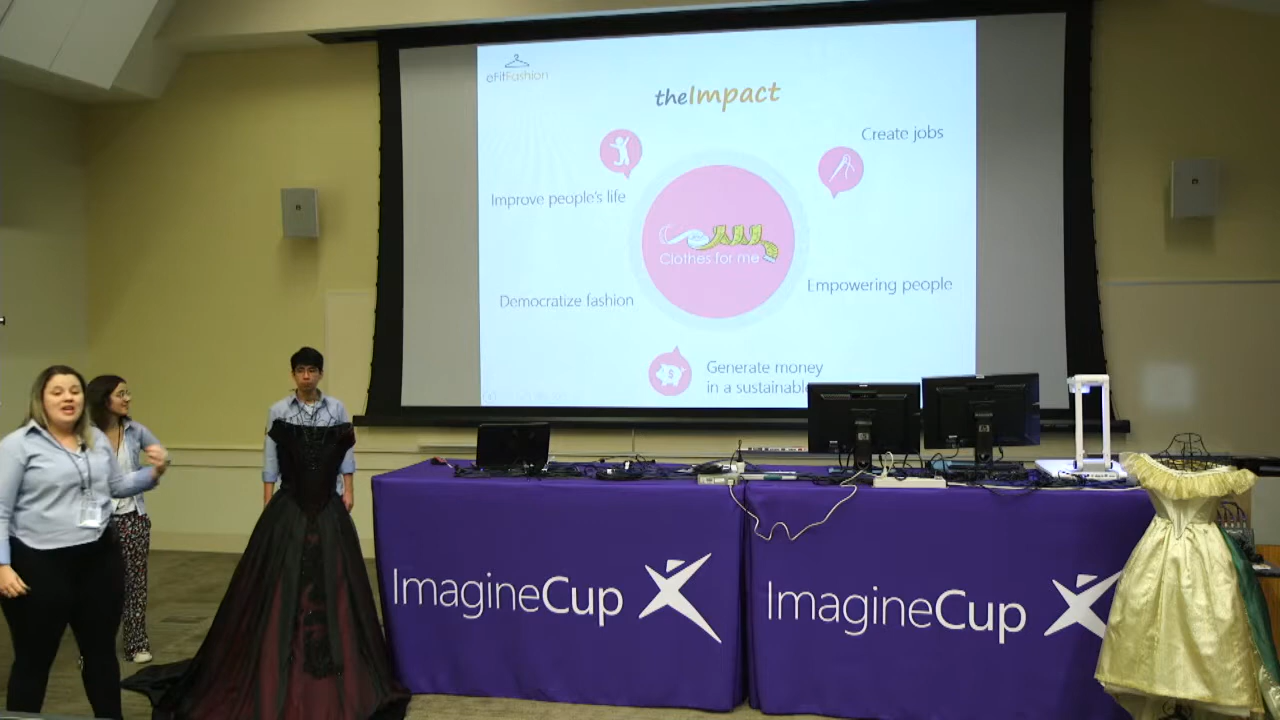 eFitFashion
theImpact
Create jobs
Improve people's life
Clothes for me
Empowering people
Democratize fashion
Generate money
in a sustainable
ImagineCup
ImagineCup